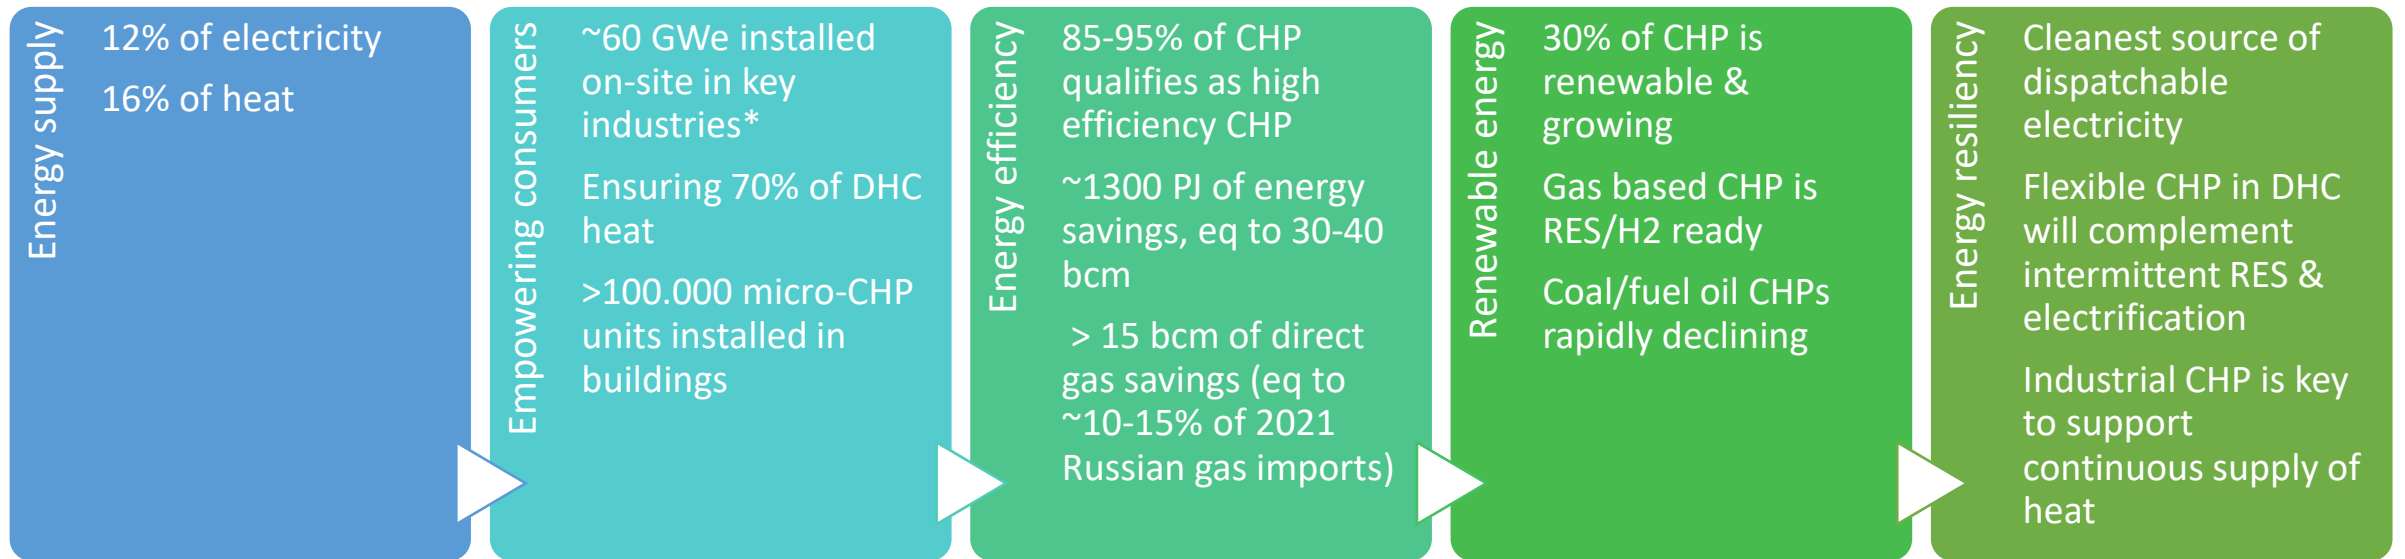 Energy supply
12% of electricity
16% of heat
Empowering consumers
~60 GWe installed
on-site in key
industries*
Ensuring 70% of DHC
heat
>100.000 micro-CHP
units installed in
buildings
Energy efficiency
85-95% of CHP
qualifies as high
efficiency CHP
~1300 PJ of energy
savings, eq to 30-40
bcm
> 15 bcm of direct
gas savings (eq to
~10-15% of 2021
Russian gas imports)
Renewable energy
30% of CHP is
renewable &
growing
Gas based CHP is
RES/H2 ready
Coal/fuel oil CHPs
rapidly declining
Energy resiliency
Cleanest source of
dispatchable
electricity
Flexible CHP in DHC
will complement
intermittent RES &
electrification
Industrial CHP is key
to support
continuous supply of
heat